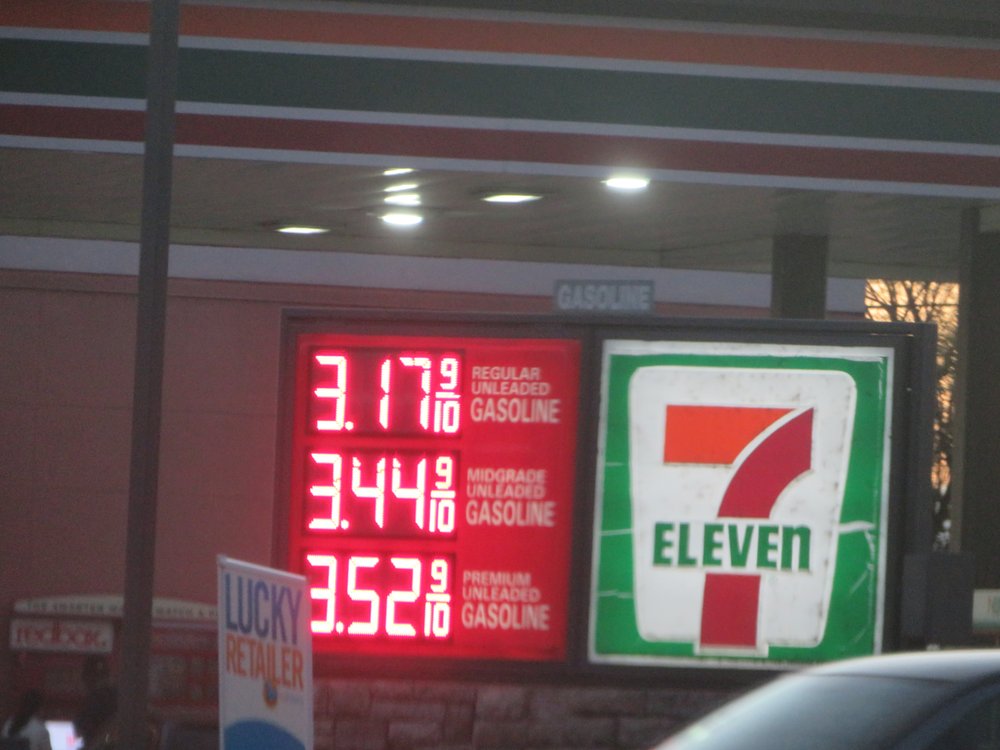 GASOLINE
3.17 9/10
REGULAR
UNLEADED
GASOLINE
3.44 9/10
MIDGRADE
UNLEADED
GASOLINE
3.52 9/10
PREMIUM
UNLEADED
GASOLINE
7
ELEVEn
LUCKY
RETAILER
redbox.